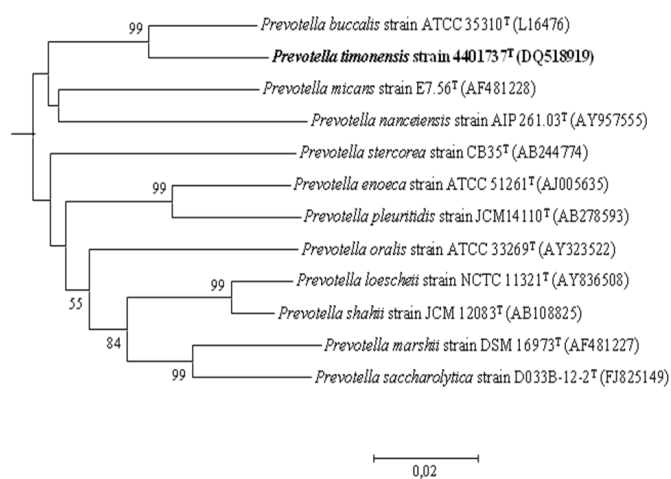 99
Prevotella buccalis strain ATCC 35310ᵀ (L16476)
Prevotella timonensis strain 4401737ᵀ (DQ518919)
Prevotella micans strain E7.56ᵀ (AF481228)
Prevotella nanceiensis strain AIP 261.03ᵀ (AY957555)
Prevotella stercorea strain CB35ᵀ (AB244774)
99
Prevotella enoeca strain ATCC 51261ᵀ (AJ005635)
Prevotella pleuritidis strain JCM14110ᵀ (AB278593)
Prevotella oralis strain ATCC 33269ᵀ (AY323522)
99
Prevotella loescheii strain NCTC 11321ᵀ (AY836508)
55
Prevotella shahii strain JCM 12083ᵀ (AB108825)
84
Prevotella marshii strain DSM 16973ᵀ (AF481227)
99
Prevotella saccharolytica strain D033B-12-2ᵀ (FJ825149)
0,02